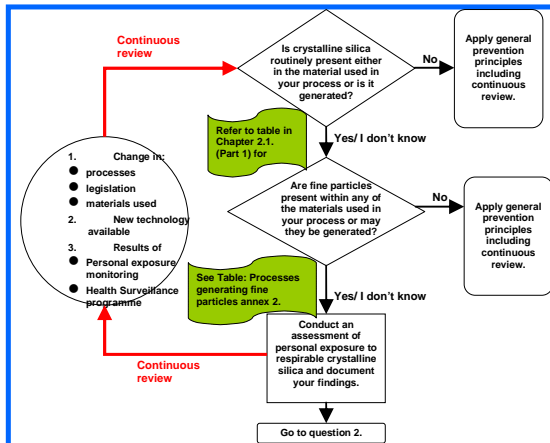 Continuous
review
Is crystalline silica
routinely present either
in the material used in
your process or is it
generated?
No
Apply general
prevention
principles
including
continuous
review.
Refer to table in
Chapter 2.1.
(Part 1) for
Yes/ I don't know
1. Change in:
● processes
● legislation
● materials used
2. New technology
available
3. Results of
● Personal exposure
monitoring
● Health Surveillance
programme
Are fine particles
present within any
of the materials used in
your process or may
they be generated?
No
Apply general
prevention
principles
including
continuous
review.
See Table: Processes
generating fine
particles annex 2.
Yes/ I don't know
Conduct an
assessment of
personal exposure to
respirable crystalline
silica and document
your findings.
Continuous
review
Go to question 2.